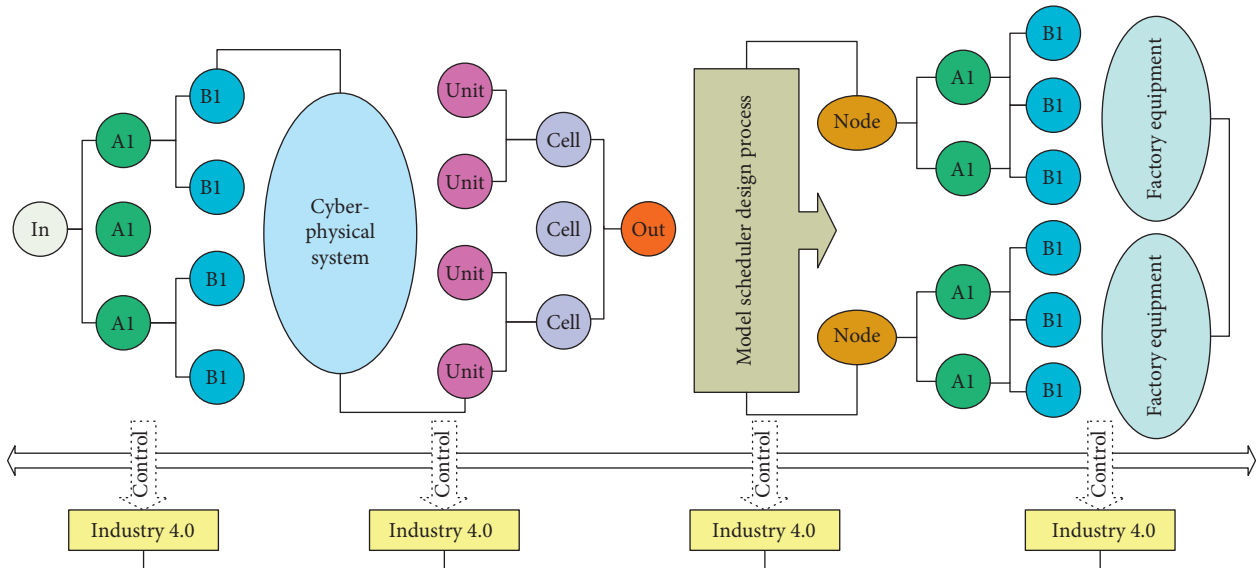 In
A1
A1
A1
B1
B1
B1
B1
Cyber-
physical
system
Unit
Unit
Unit
Unit
Cell
Cell
Cell
Out
Model scheduler design process
Node
Node
A1
A1
A1
A1
B1
B1
B1
B1
B1
B1
Factory equipment
Factory equipment
Control
Control
Control
Control
Industry 4.0
Industry 4.0
Industry 4.0
Industry 4.0